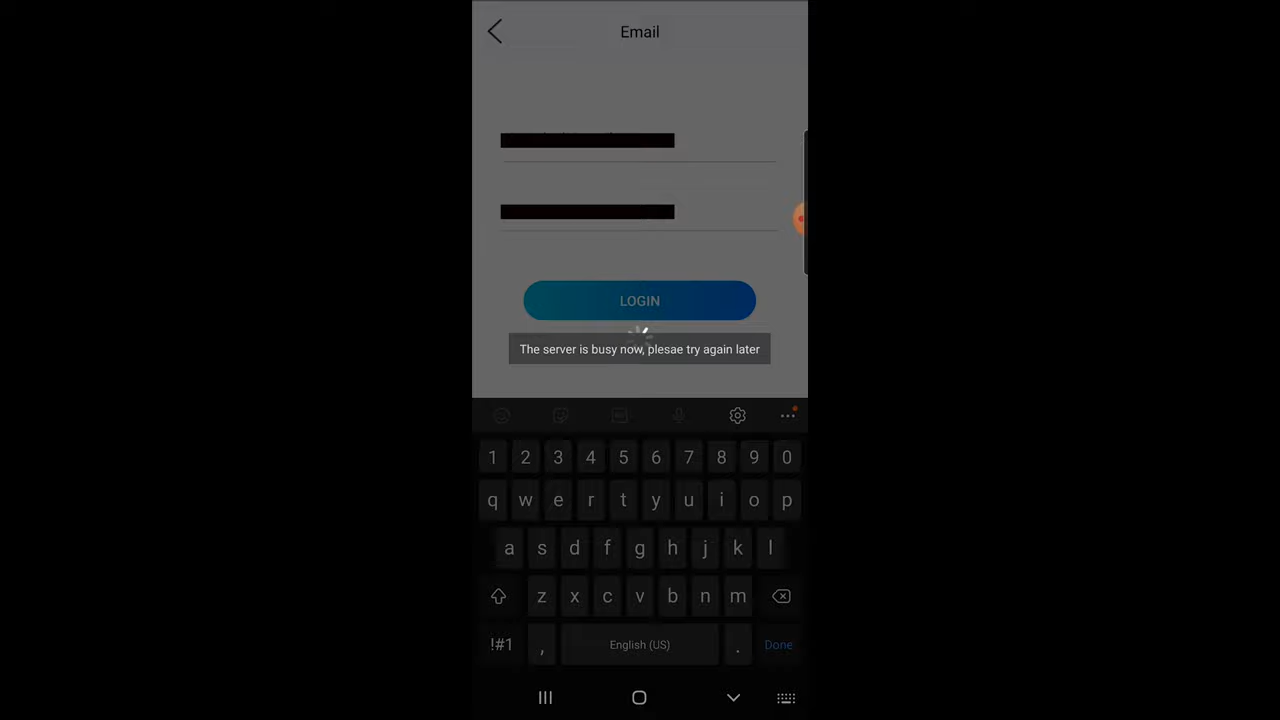 Email
LOGIN
The server is busy now, plesae try again later
1 2 3 4 5 6 7 8 9 0
q w e r t y u i o p
a s d f g h j k l
z x c v b n m
!#1 , English (US) . Done